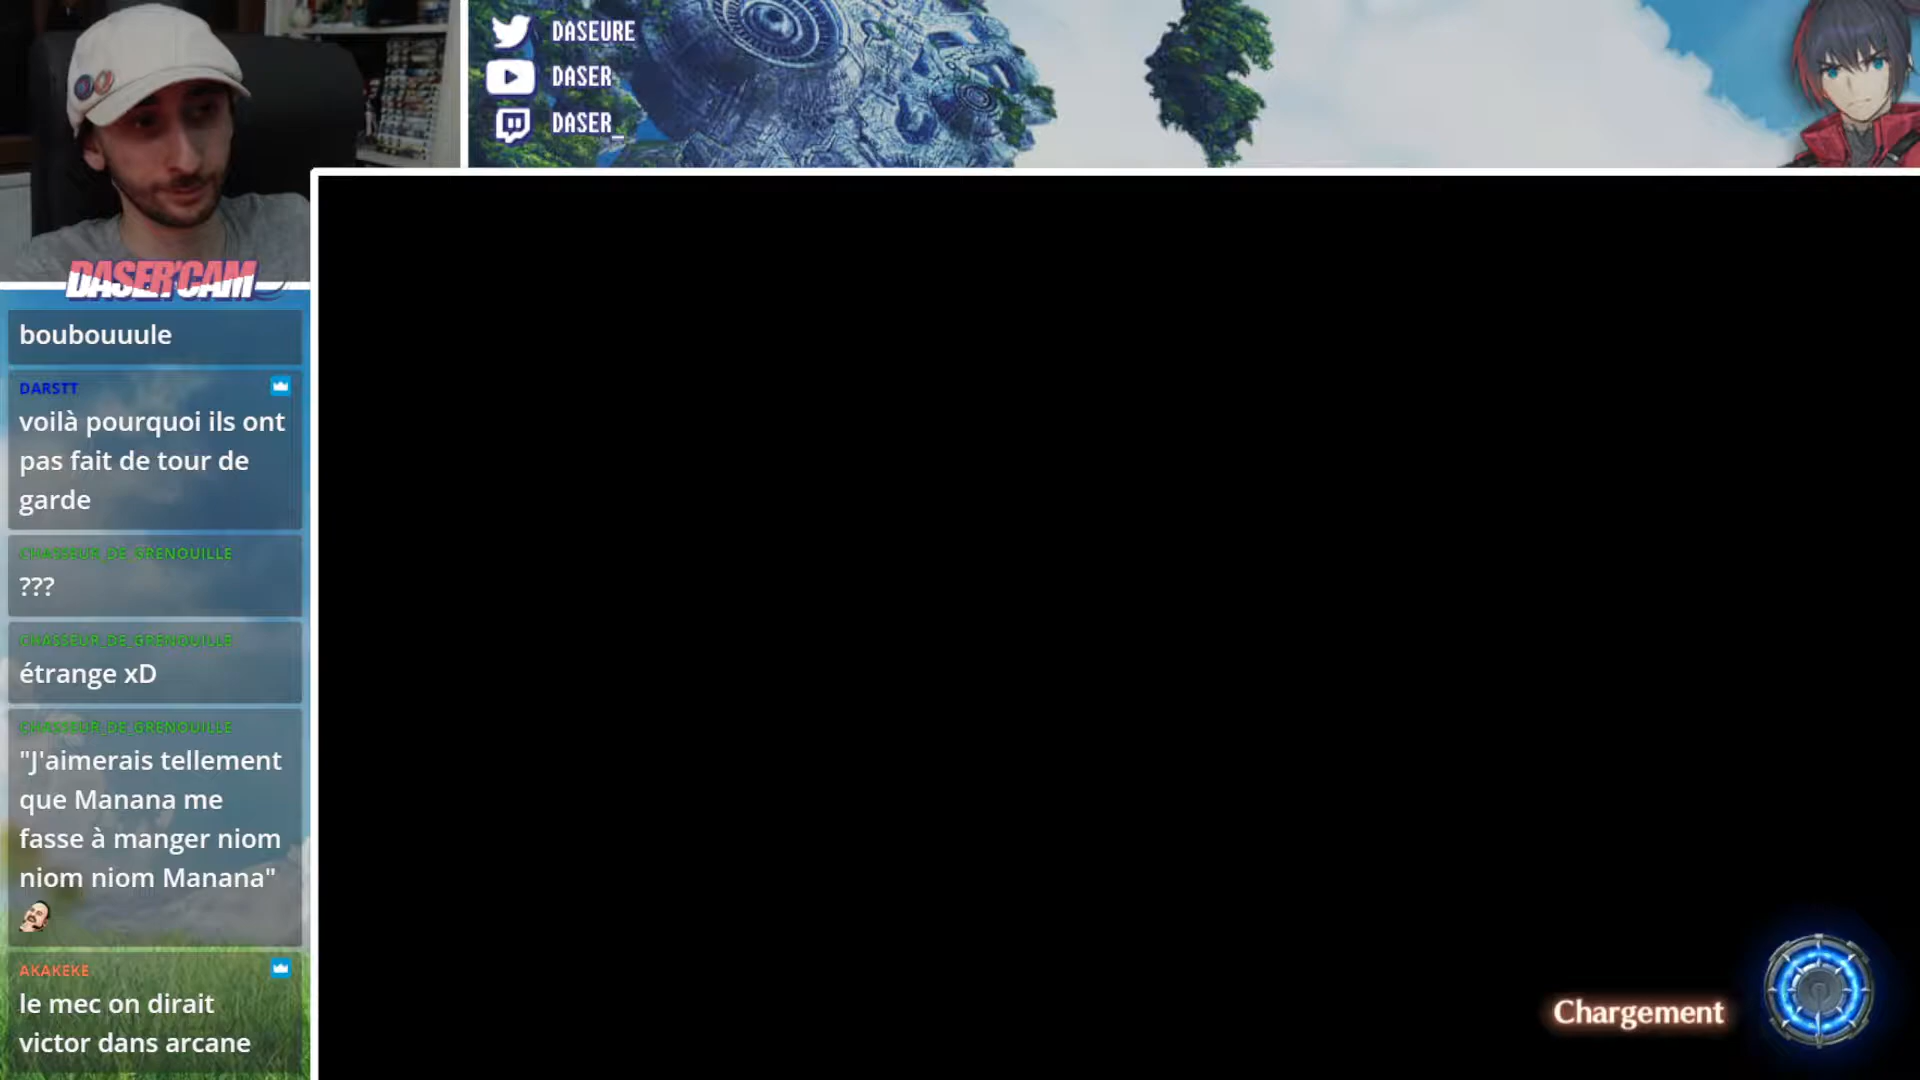 DASEURE
DASER
DASER_
DASER'CAM
boubouuule
DARSTT
voilà pourquoi ils ont
pas fait de tour de
garde
CHASSEUR_DE_GRENOUILLE
???
CHASSEUR_DE_GRENOUILLE
étrange xD
CHASSEUR_DE_GRENOUILLE
"J'aimerais tellement
que Manana me
fasse à manger niom
niom niom Manana"
AKAKEKE
le mec on dirait
victor dans arcane
Chargement